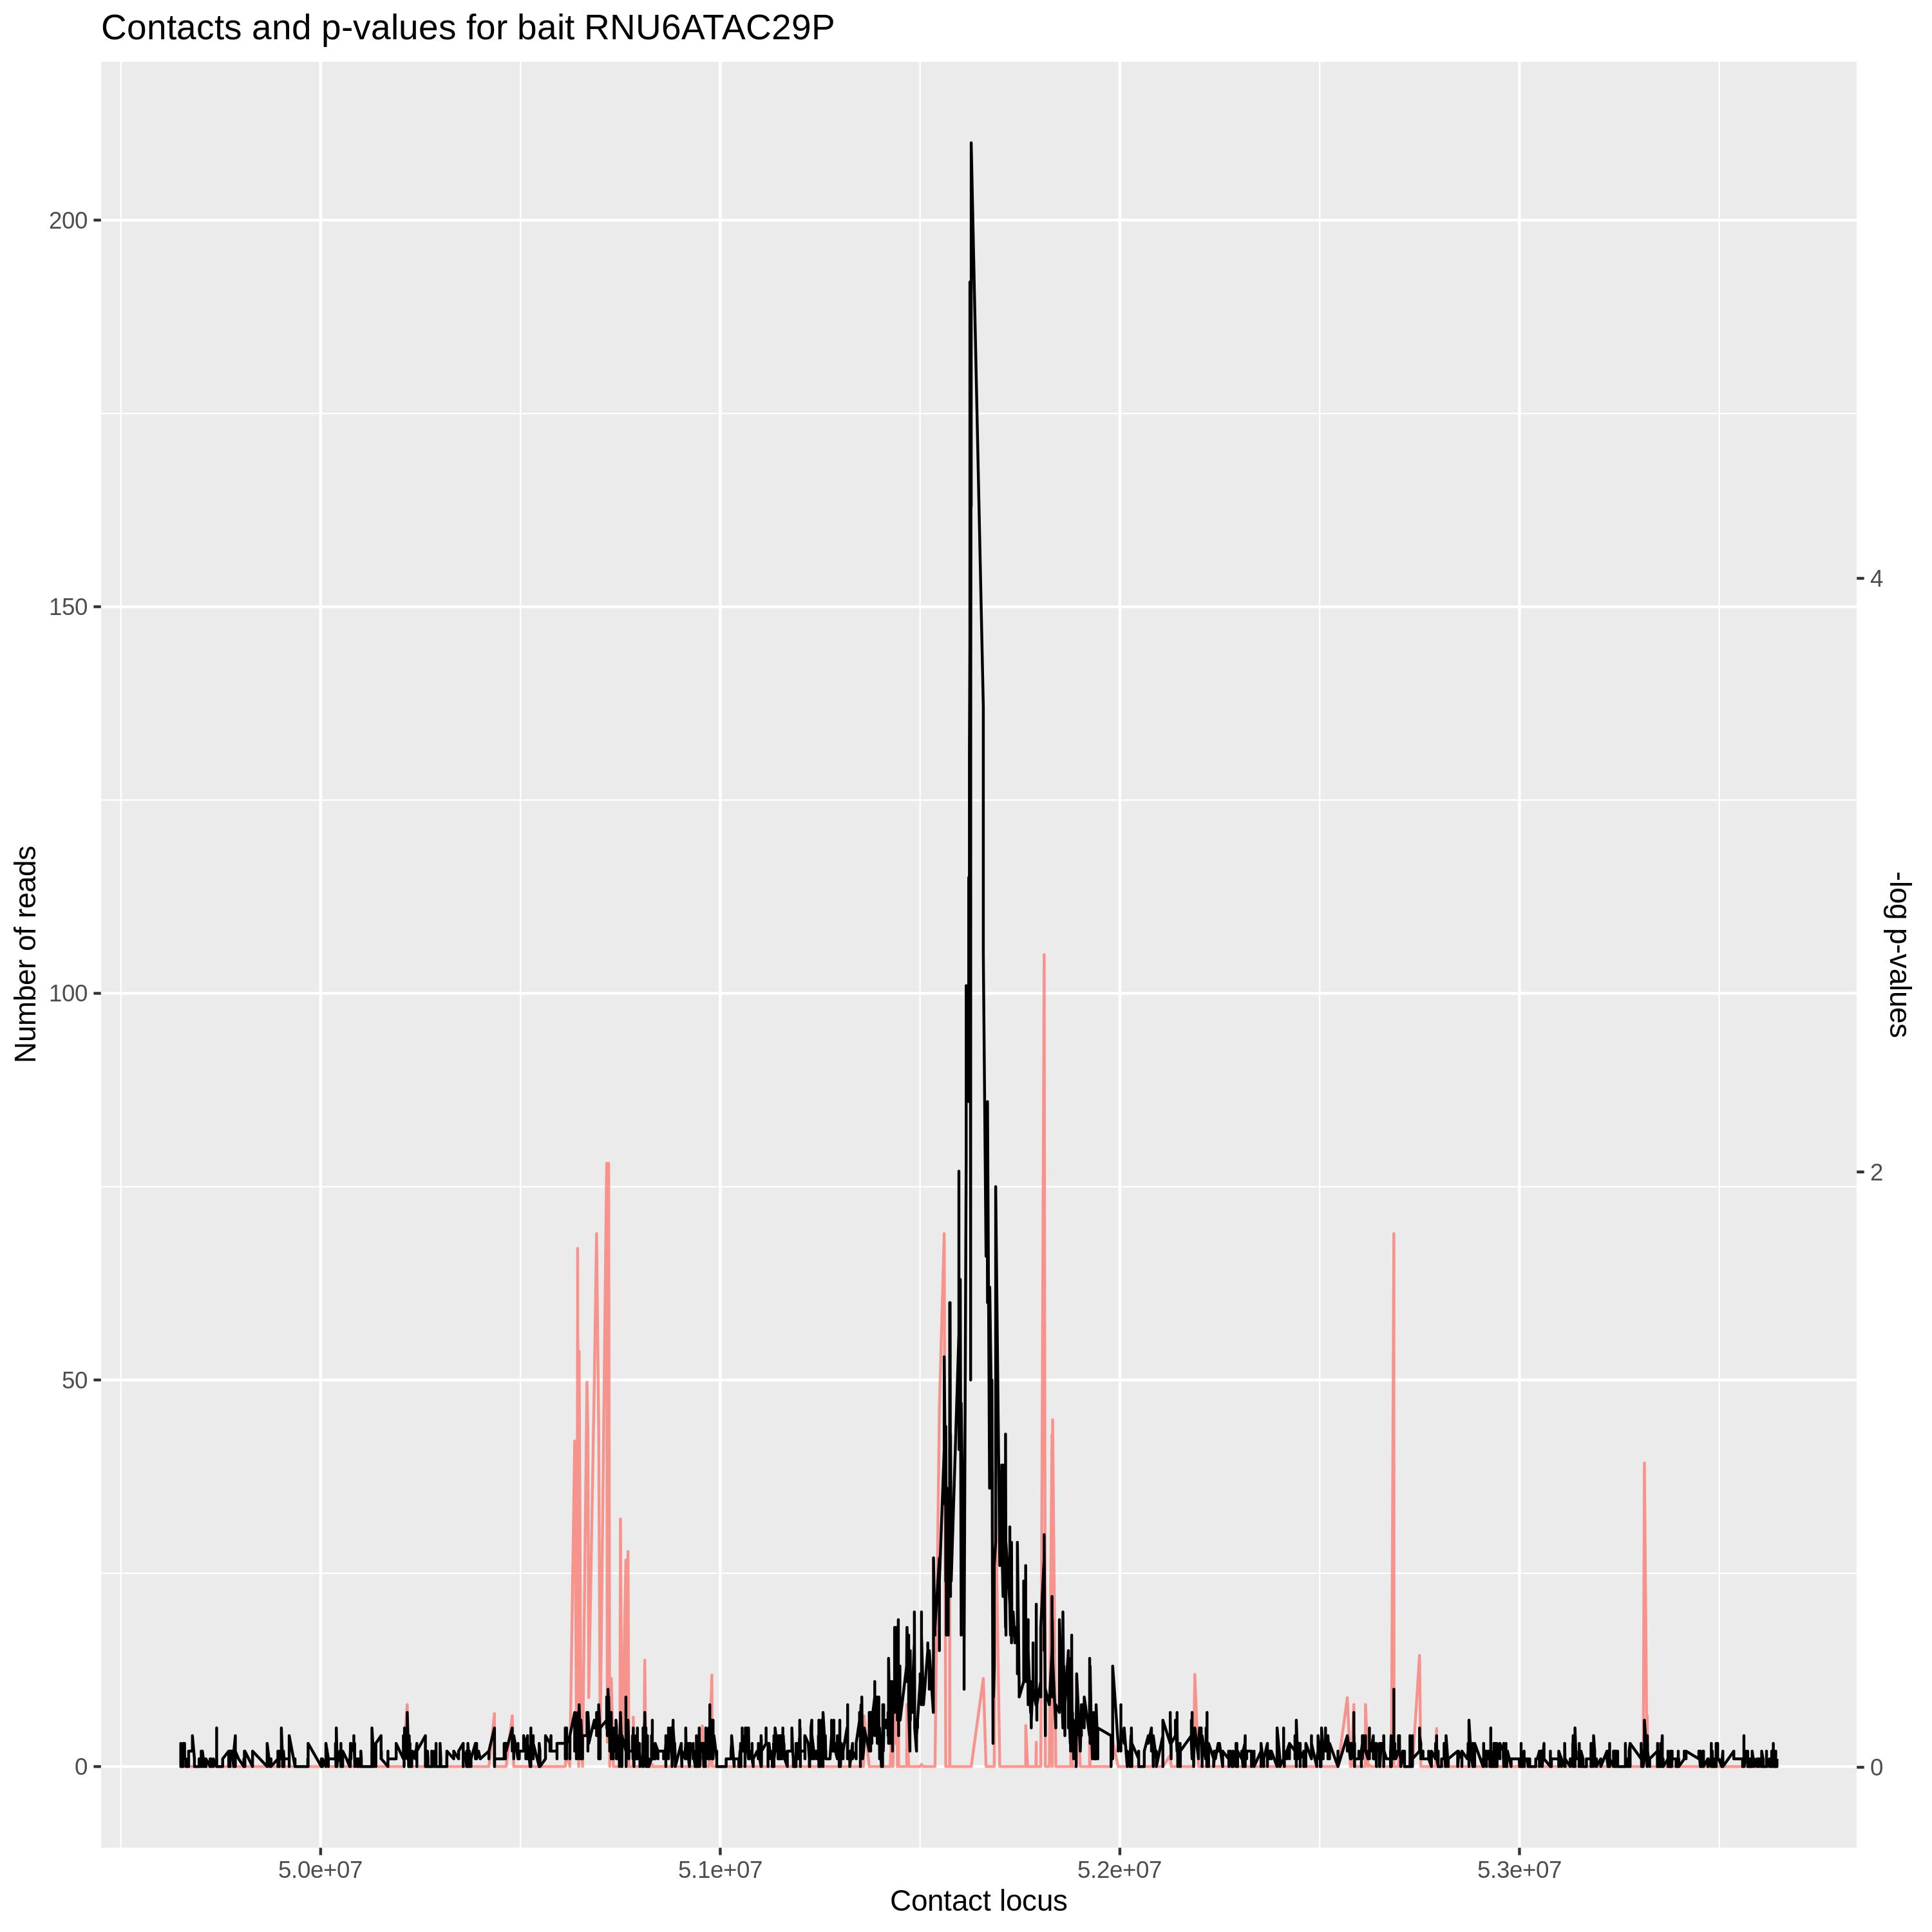 Contacts and p-values for bait RNU6ATAC29P
200
150
100
50
0
Number of reads
4
2
0
-log p-values
5.0e+07
5.1e+07
5.2e+07
5.3e+07
Contact locus